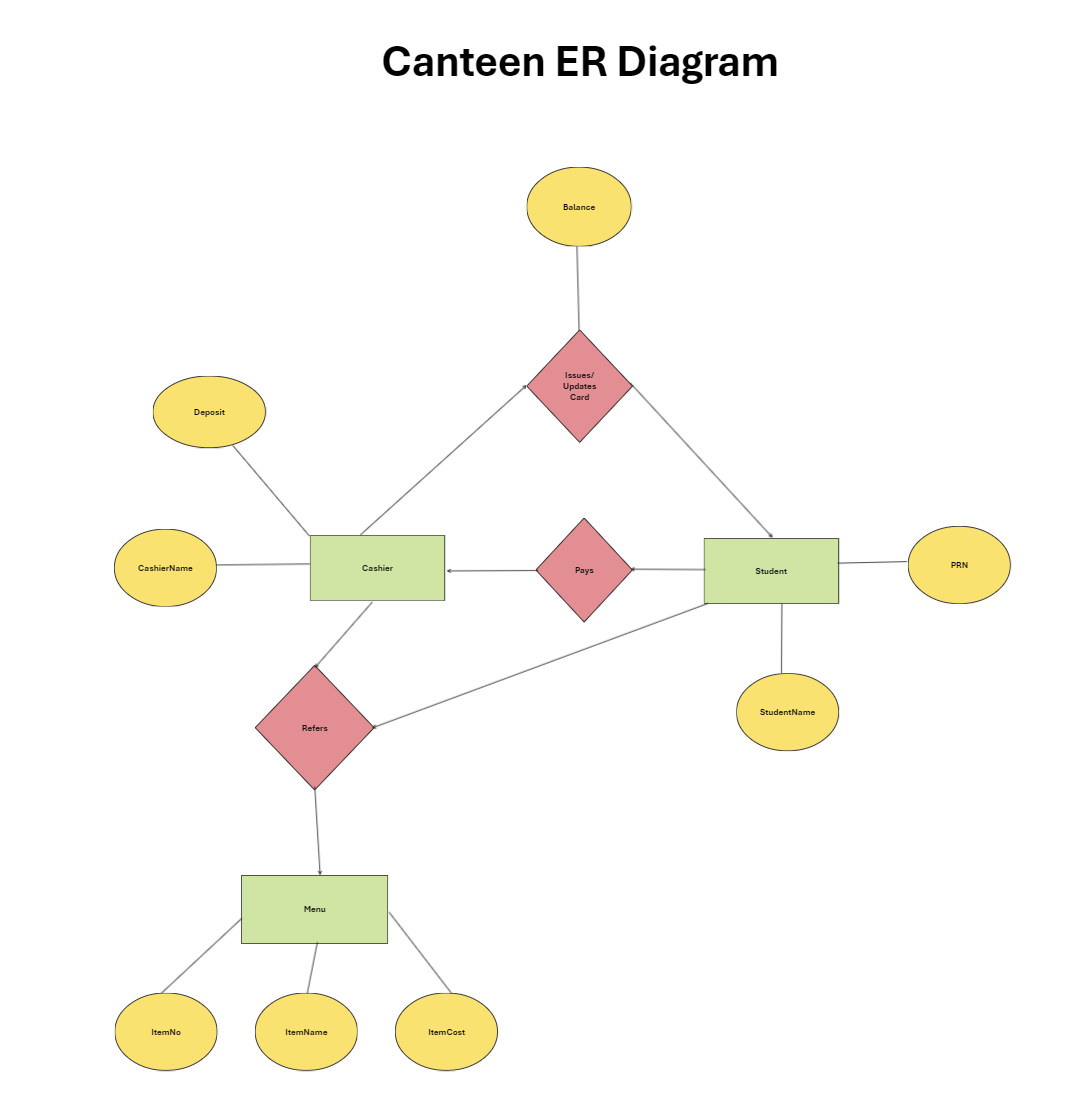 Canteen ER Diagram
Balance
Issues/
Updates
Card
Deposit
CashierName
Cashier
Pays
Student
PRN
StudentName
Refers
Menu
ItemNo
ItemName
ItemCost